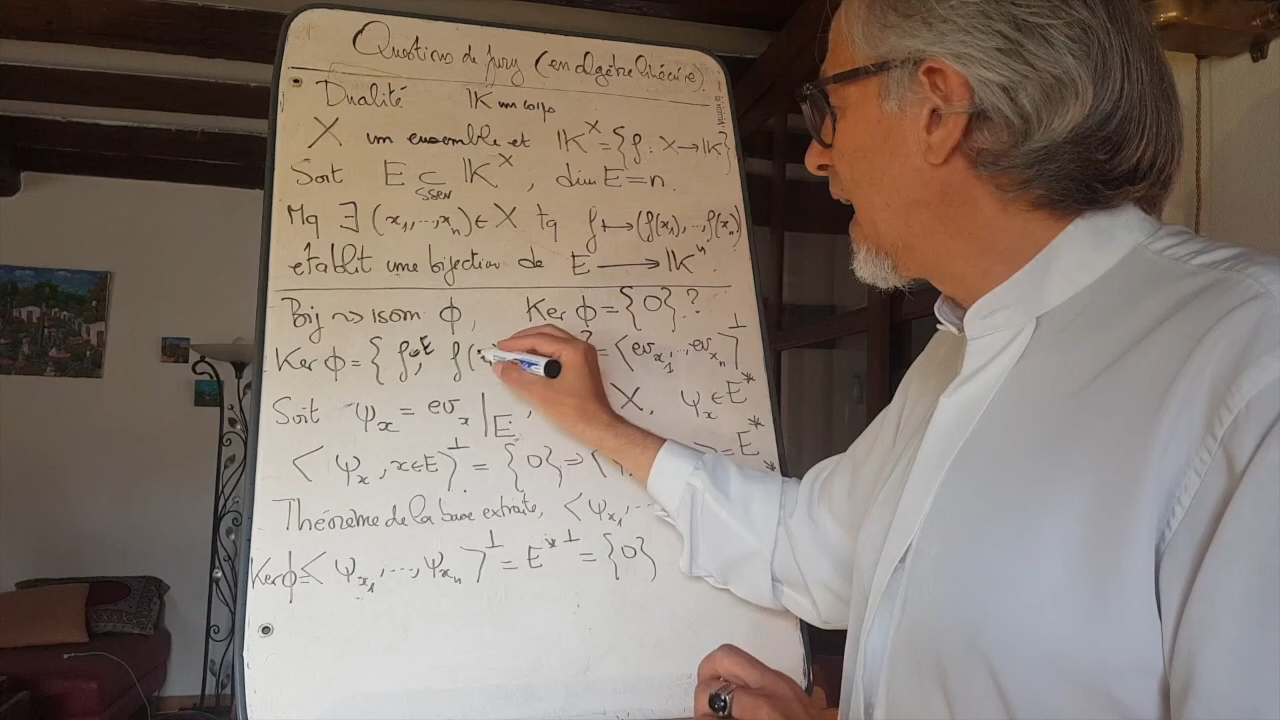 Questions de Jury (en algèbre linéaire).
Dualité K un corps
X un ensemble et K^X = {f : X → K}
Soit E ⊂ K^X, dim E = n.
ssev
Mq ∃ (x₁,...,xₙ) ∈ X tq f ↦ (f(x₁),...,f(xₙ))
établit une bijection de E → Kⁿ.
Bij ⇝ isom ϕ, Ker ϕ = {0}?
Ker ϕ = {f∈E, f( = ⟨ev_x₁,...,ev_xₙ⟩^⊥
Soit ψ_x = ev_x |_E, X, ψ_x ∈ E*
⟨ψ_x, x∈E⟩^⊥ = {0} ⇒ ⟨ ⟩ = E*
Théorème de la base extraite, ⟨ψ_x₁,...
Ker ϕ = ⟨ψ_x₁,...,ψ_xₙ⟩^⊥ = E*^⊥ = {0}